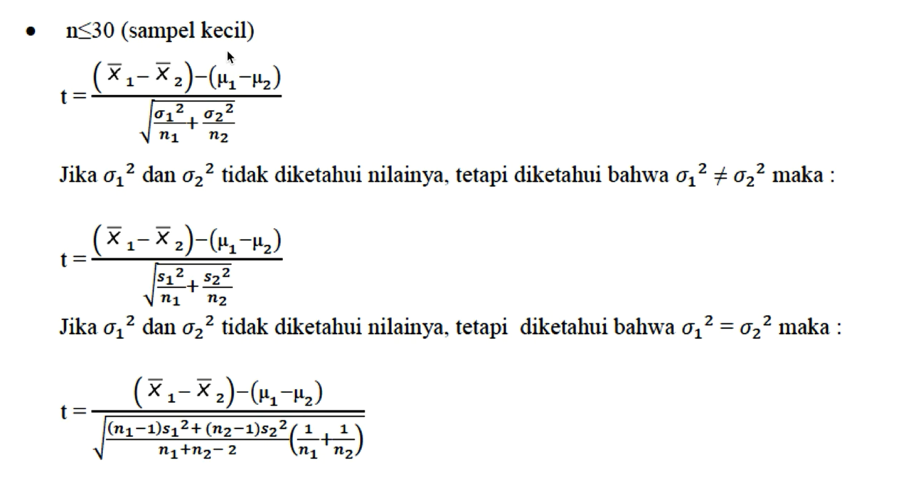 • n≤30 (sampel kecil)
t = ((X̅₁ − X̅₂)−(μ₁−μ₂)) / √(σ₁²/n₁ + σ₂²/n₂)
Jika σ₁² dan σ₂² tidak diketahui nilainya, tetapi diketahui bahwa σ₁² ≠ σ₂² maka :
t = ((X̅₁ − X̅₂)−(μ₁−μ₂)) / √(s₁²/n₁ + s₂²/n₂)
Jika σ₁² dan σ₂² tidak diketahui nilainya, tetapi diketahui bahwa σ₁² = σ₂² maka :
t = ((X̅₁ − X̅₂)−(μ₁−μ₂)) / √(((n₁−1)s₁² + (n₂−1)s₂²)/(n₁+n₂−2) (1/n₁ + 1/n₂))